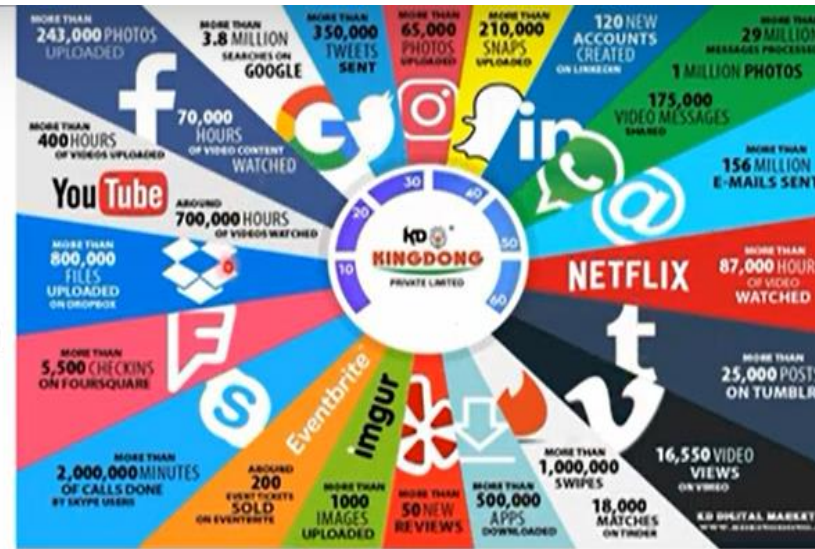 MORE THAN
243,000 PHOTOS
UPLOADED
f
70,000
HOURS
OF VIDEO CONTENT
WATCHED
MORE THAN
3.8 MILLION
SEARCHES ON
GOOGLE
G
MORE THAN
350,000
TWEETS
SENT
MORE THAN
65,000
PHOTOS
UPLOADED
MORE THAN
210,000
SNAPS
UPLOADED
120 NEW
ACCOUNTS
CREATED
ON LINKEDIN
in
MORE THAN
29 MILLION
MESSAGES PROCESSE
1 MILLION PHOTOS
175,000
VIDEO MESSAGES
SHARED
MORE THAN
156 MILLION
E-MAILS SENT
@
MORE THAN
87,000 HOUR
OF VIDEO
WATCHED
NETFLIX
t
MORE THAN
25,000 POSTS
ON TUMBLR
v
16,550 VIDEO
VIEWS
ON VIMEO
KD DIGITAL MARKET
MORE THAN
1,000,000
SWIPES
18,000
MATCHES
ON TINDER
MORE THAN
500,000
APPS
DOWNLOADED
MORE THAN
50 NEW
REVIEWS
imgur
MORE THAN
1000
IMAGES
UPLOADED
Eventbrite
AROUND
200
EVENT TICKETS
SOLD
ON EVENTBRITE
S
MORE THAN
2,000,000 MINUTES
OF CALLS DONE
BY SKYPE USERS
MORE THAN
5,500 CHECKINS
ON FOURSQUARE
MORE THAN
800,000
FILES
UPLOADED
ON DROPBOX
MORE THAN
400 HOURS
OF VIDEOS UPLOADED
YouTube
AROUND
700,000 HOURS
OF VIDEOS WATCHED
10
20
30
40
50
60
KD
KINGDONG
PRIVATE LIMITED